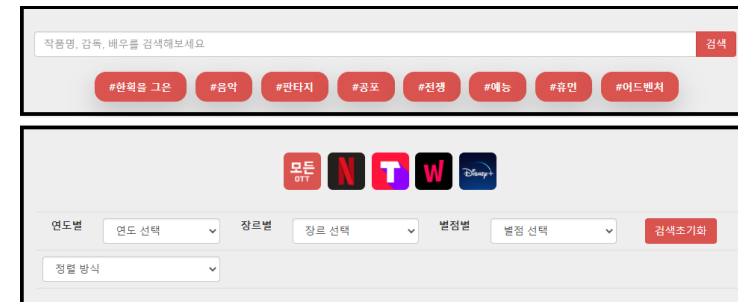 작품명, 감독, 배우를 검색해보세요 검색
#한획을 그은 #음악 #판타지 #공포 #전쟁 #예능 #휴먼 #어드벤처
모든 OTT N T W Disney+
연도별 연도 선택 장르별 장르 선택 별점별 별점 선택 검색초기화
정렬 방식